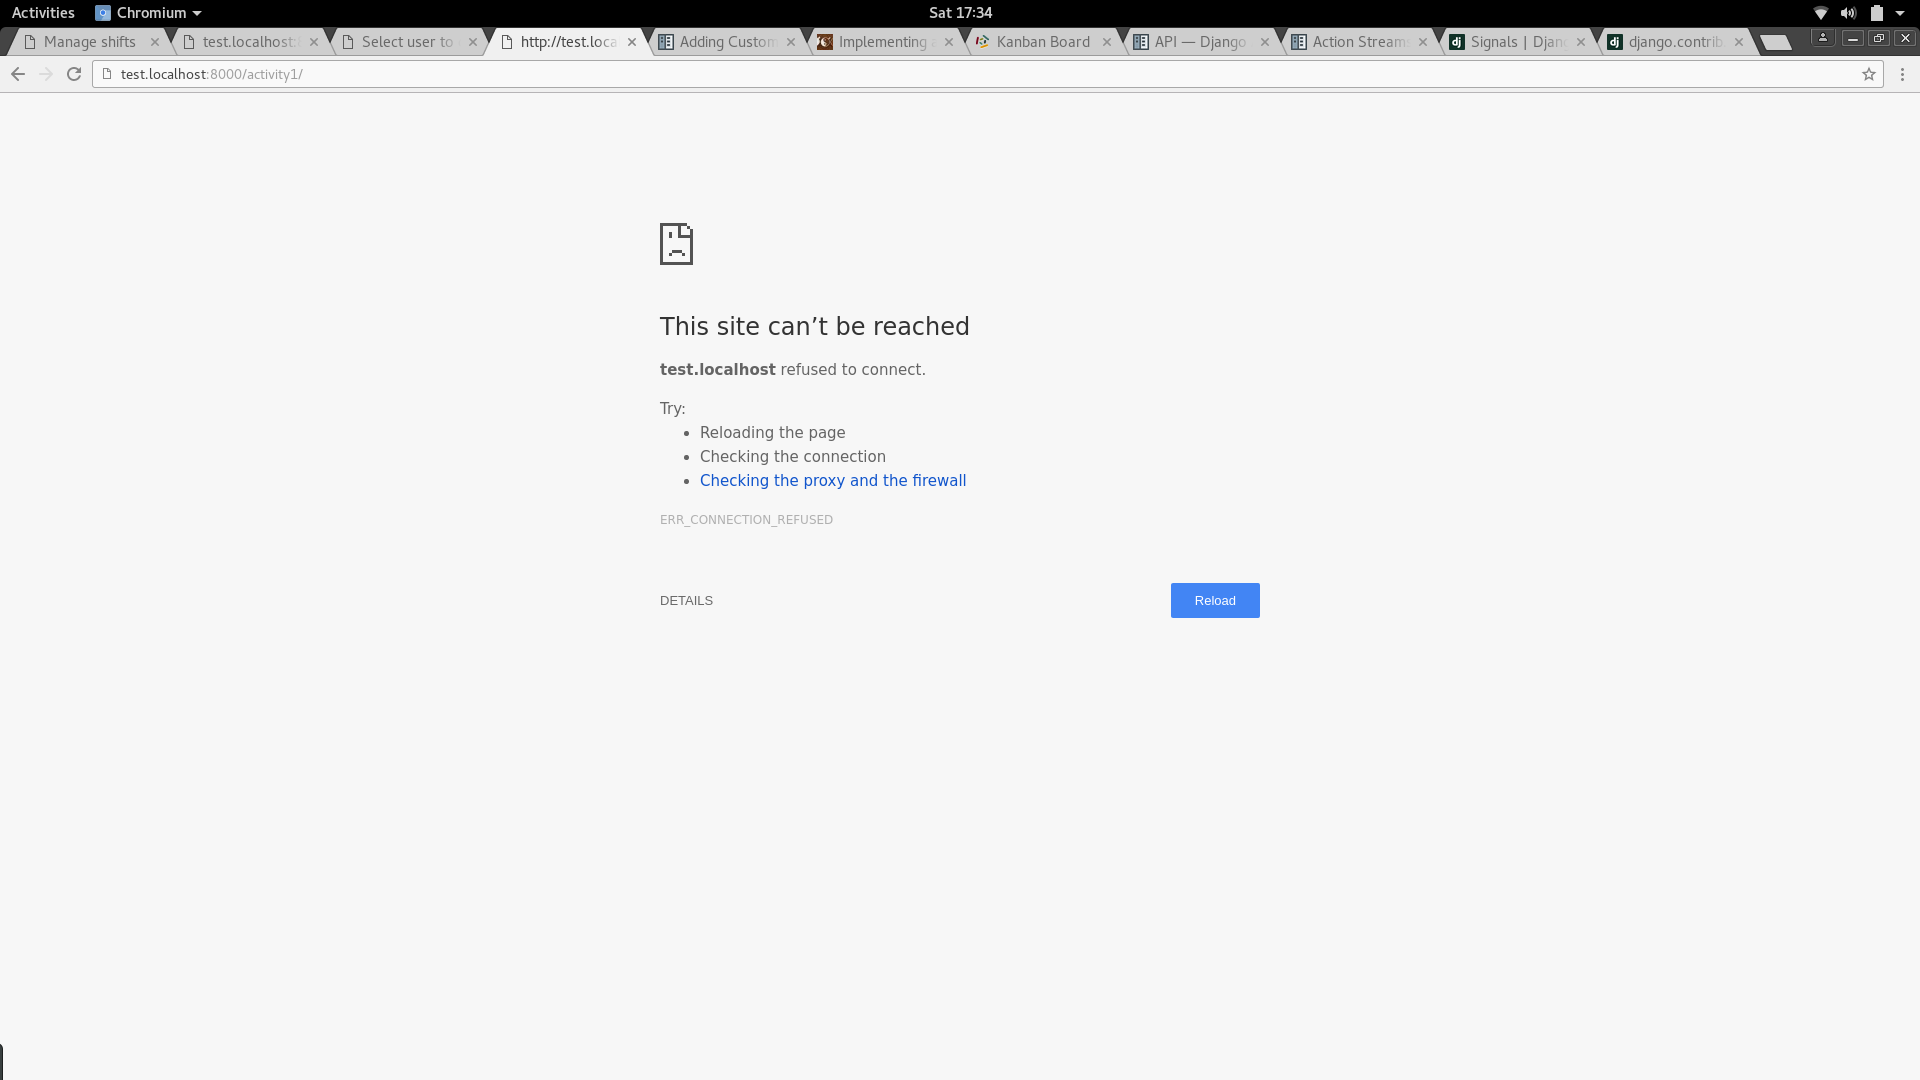 Activities Chromium Sat 17:34
Manage shifts test.localhost: Select user to http://test.loca Adding Custom Implementing a Kanban Board API — Django Action Streams Signals | Djan django.contrib
test.localhost:8000/activity1/
This site can’t be reached
test.localhost refused to connect.
Try:
• Reloading the page
• Checking the connection
• Checking the proxy and the firewall
ERR_CONNECTION_REFUSED
DETAILS Reload